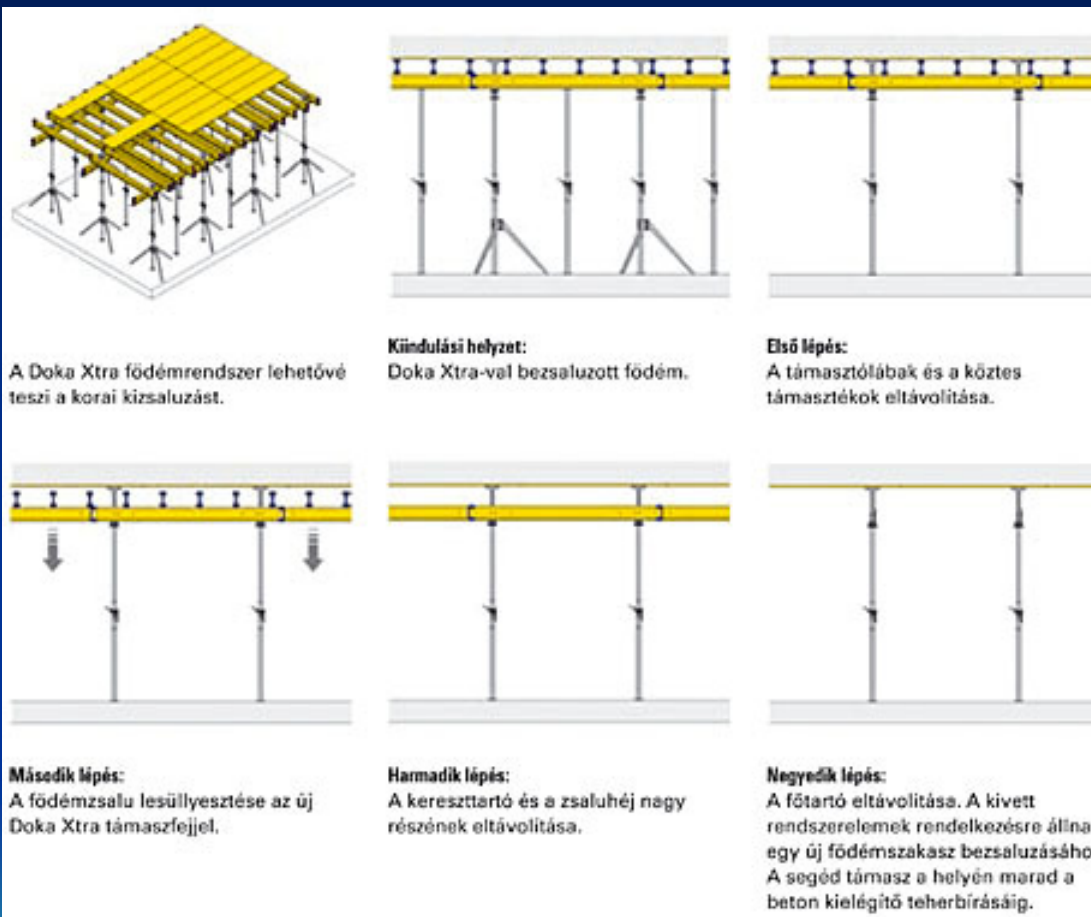 A Doka Xtra födémrendszer lehetővé
teszi a korai kizsaluzást.
Kiindulási helyzet:
Doka Xtra-val bezsaluzott födém.
Első lépés:
A támasztólábak és a köztes
támasztékok eltávolítása.
Második lépés:
A födémzsalu lesüllyesztése az új
Doka Xtra támaszfejjel.
Harmadik lépés:
A kereszttartó és a zsaluhéj nagy
részének eltávolítása.
Negyedik lépés:
A főtartó eltávolítása. A kivett
rendszerelemek rendelkezésre állna
egy új födémszakasz bezsaluzásáho
A segéd támasz a helyén marad a
beton kielégítő teherbírásáig.